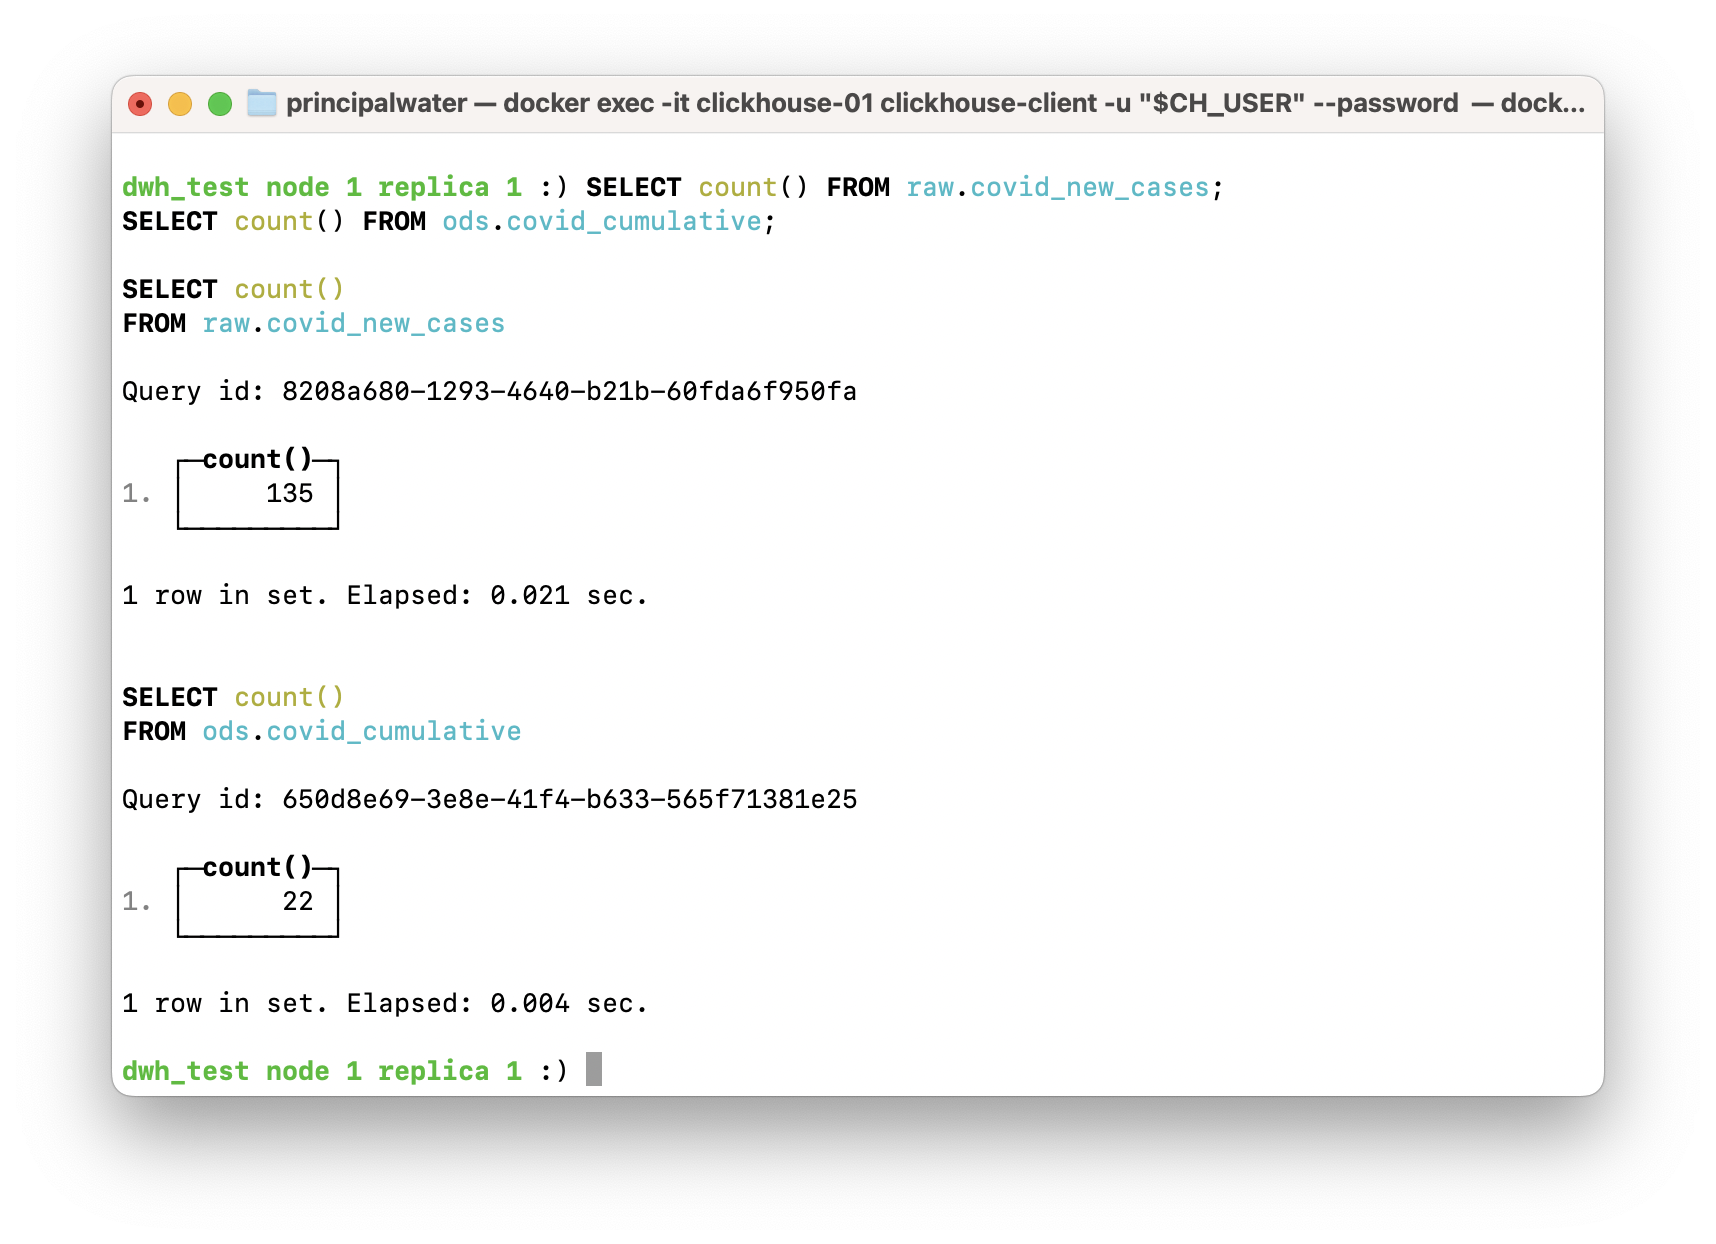 principalwater — docker exec -it clickhouse-01 clickhouse-client -u "$CH_USER" --password — dock...
dwh_test node 1 replica 1 :) SELECT count() FROM raw.covid_new_cases;
SELECT count() FROM ods.covid_cumulative;
SELECT count()
FROM raw.covid_new_cases
Query id: 8208a680-1293-4640-b21b-60fda6f950fa
count()
1. 135
1 row in set. Elapsed: 0.021 sec.
SELECT count()
FROM ods.covid_cumulative
Query id: 650d8e69-3e8e-41f4-b633-565f71381e25
count()
1. 22
1 row in set. Elapsed: 0.004 sec.
dwh_test node 1 replica 1 :)